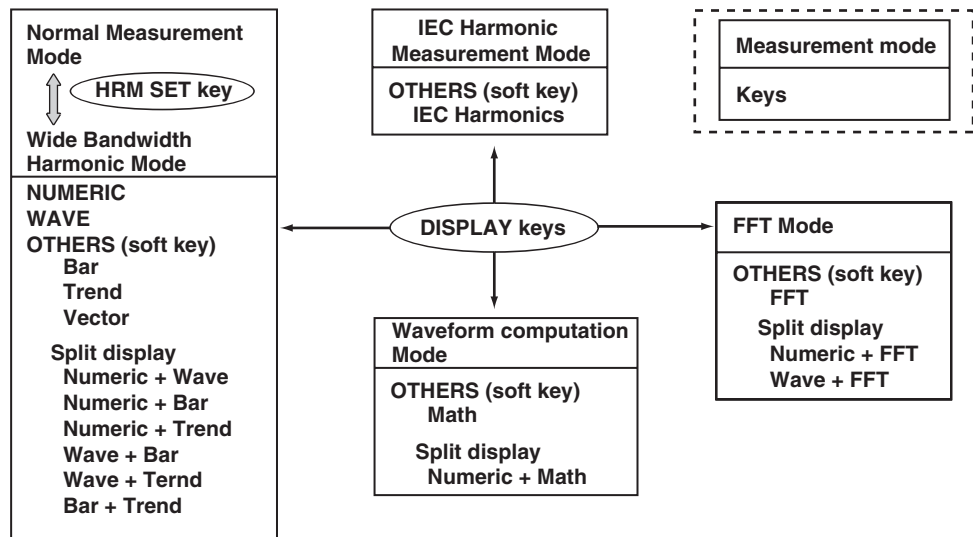 Normal Measurement
Mode
HRM SET key
Wide Bandwidth
Harmonic Mode
NUMERIC
WAVE
OTHERS (soft key)
Bar
Trend
Vector
Split display
Numeric + Wave
Numeric + Bar
Numeric + Trend
Wave + Bar
Wave + Ternd
Bar + Trend
IEC Harmonic
Measurement Mode
OTHERS (soft key)
IEC Harmonics
DISPLAY keys
Waveform computation
Mode
OTHERS (soft key)
Math
Split display
Numeric + Math
Measurement mode
Keys
FFT Mode
OTHERS (soft key)
FFT
Split display
Numeric + FFT
Wave + FFT